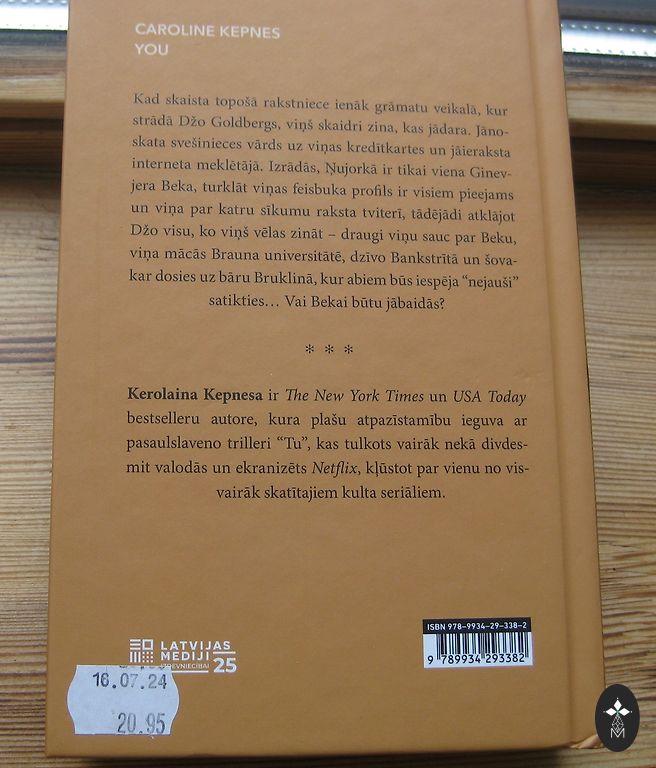 CAROLINE KEPNES
YOU
Kad skaista topošā rakstniece ienāk grāmatu veikalā, kur
strādā Džo Goldbergs, viņš skaidri zina, kas jādara. Jāno-
skata svešinieces vārds uz viņas kredītkartes un jāieraksta
interneta meklētājā. Izrādās, Ņujorkā ir tikai viena Ginev-
jera Beka, turklāt viņas feisbuka profils ir visiem pieejams
un viņa par katru sīkumu raksta tviterī, tādējādi atklājot
Džo visu, ko viņš vēlas zināt – draugi viņu sauc par Beku,
viņa mācās Brauna universitātē, dzīvo Bankstrītā un šova-
kar dosies uz bāru Bruklinā, kur abiem būs iespēja “nejauši”
satikties… Vai Bekai būtu jābaidās?
* * *
Kerolaina Kepnesa ir The New York Times un USA Today
bestselleru autore, kura plašu atpazīstamību ieguva ar
pasaulslaveno trilleri “Tu”, kas tulkots vairāk nekā divdes-
mit valodās un ekranizēts Netflix, kļūstot par vienu no vis-
vairāk skatītajiem kulta seriāliem.
LATVIJAS
MEDIJI
IZDEVNIECĪBAI 25
16.07.24
20.95
ISBN 978-9934-29-338-2
9 789934 293382
M